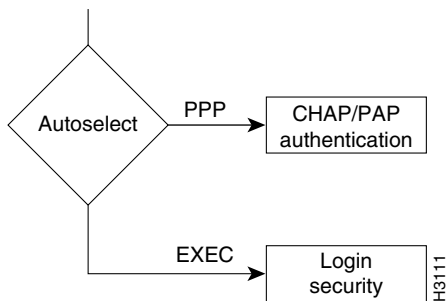 PPP
Autoselect
CHAP/PAP
authentication
EXEC
Login
security
H3111